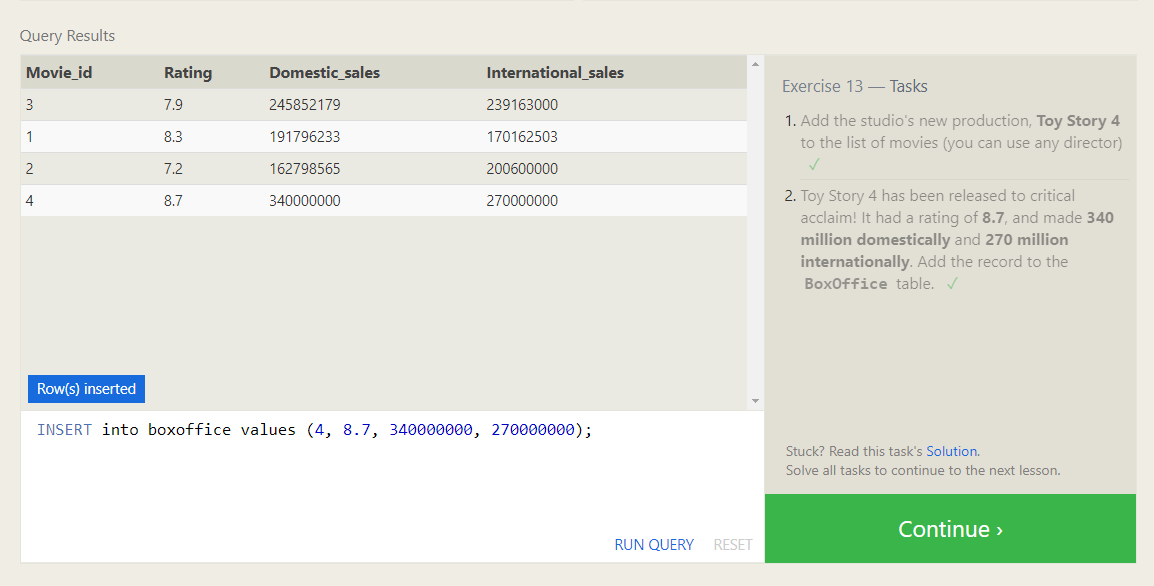 Query Results
Movie_id Rating Domestic_sales International_sales
3 7.9 245852179 239163000
1 8.3 191796233 170162503
2 7.2 162798565 200600000
4 8.7 340000000 270000000
Row(s) inserted
INSERT into boxoffice values (4, 8.7, 340000000, 270000000);
RUN QUERY RESET
Exercise 13 — Tasks
1. Add the studio's new production, Toy Story 4
to the list of movies (you can use any director)
✓
2. Toy Story 4 has been released to critical
acclaim! It had a rating of 8.7, and made 340
million domestically and 270 million
internationally. Add the record to the
BoxOffice table. ✓
Stuck? Read this task's Solution.
Solve all tasks to continue to the next lesson.
Continue ›